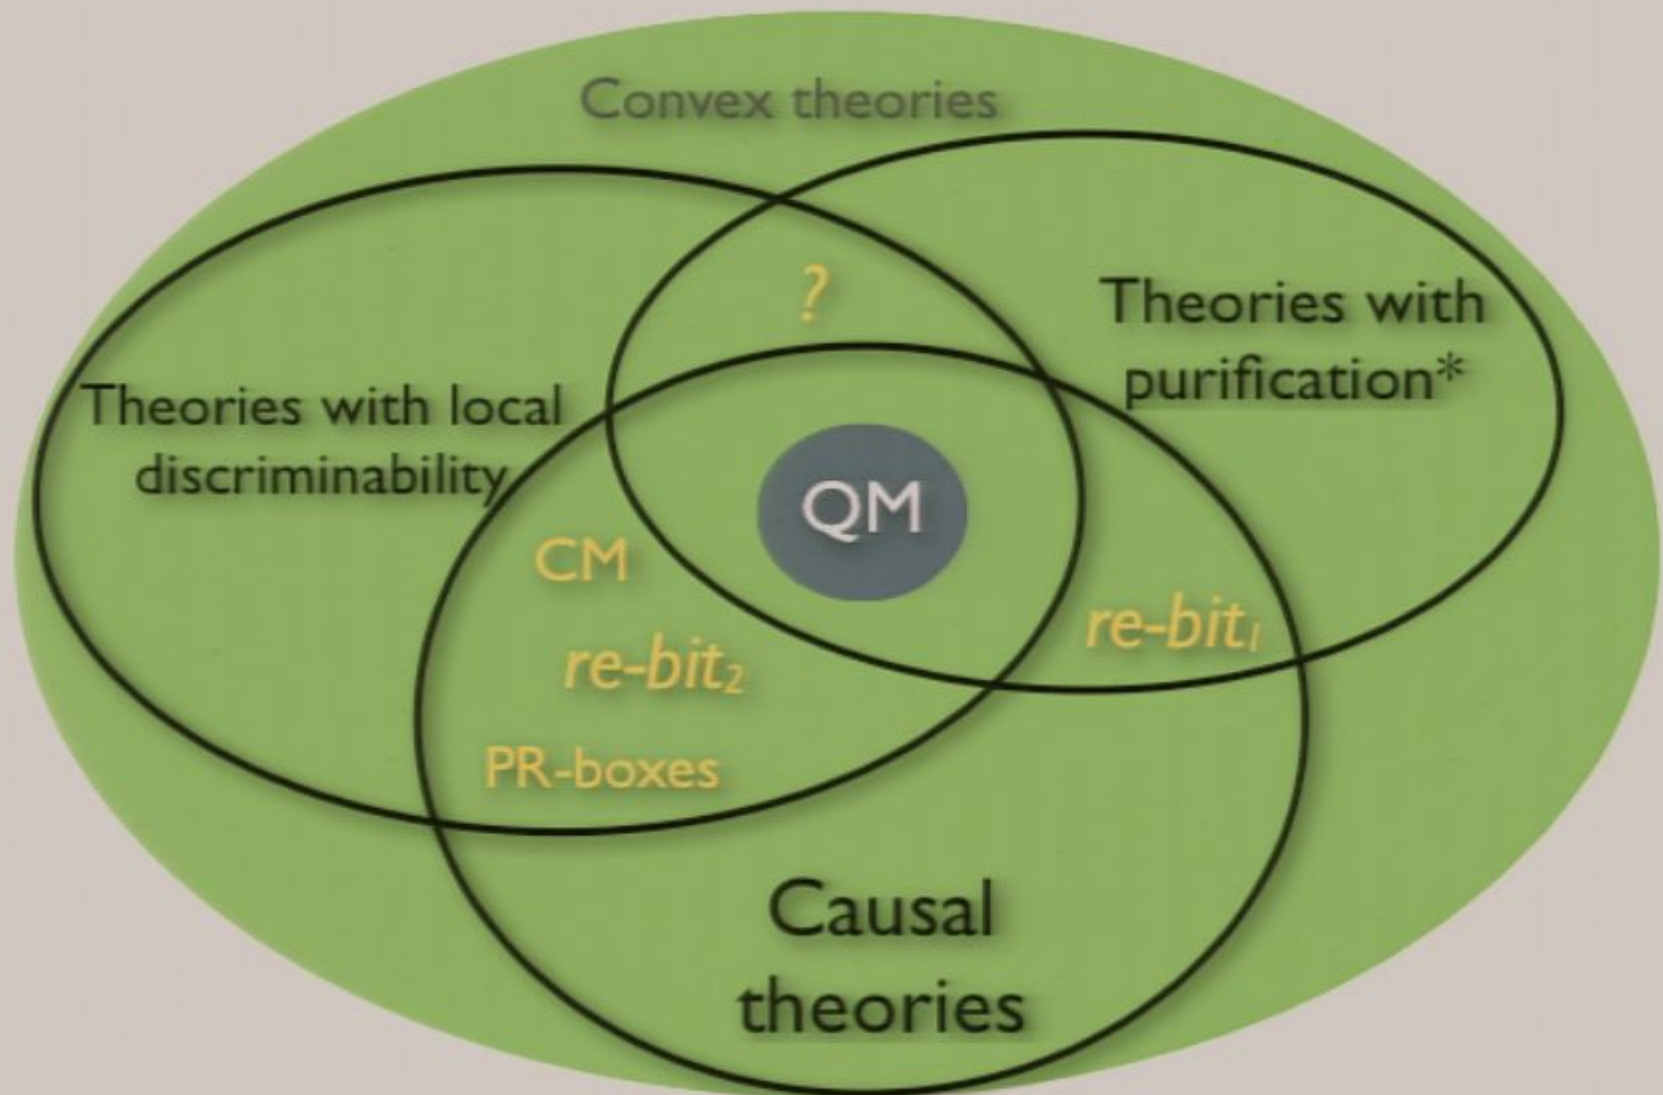 Convex theories
?
Theories with
purification*
Theories with local
discriminability
QM
CM
re-bit₁
re-bit₂
PR-boxes
Causal
theories